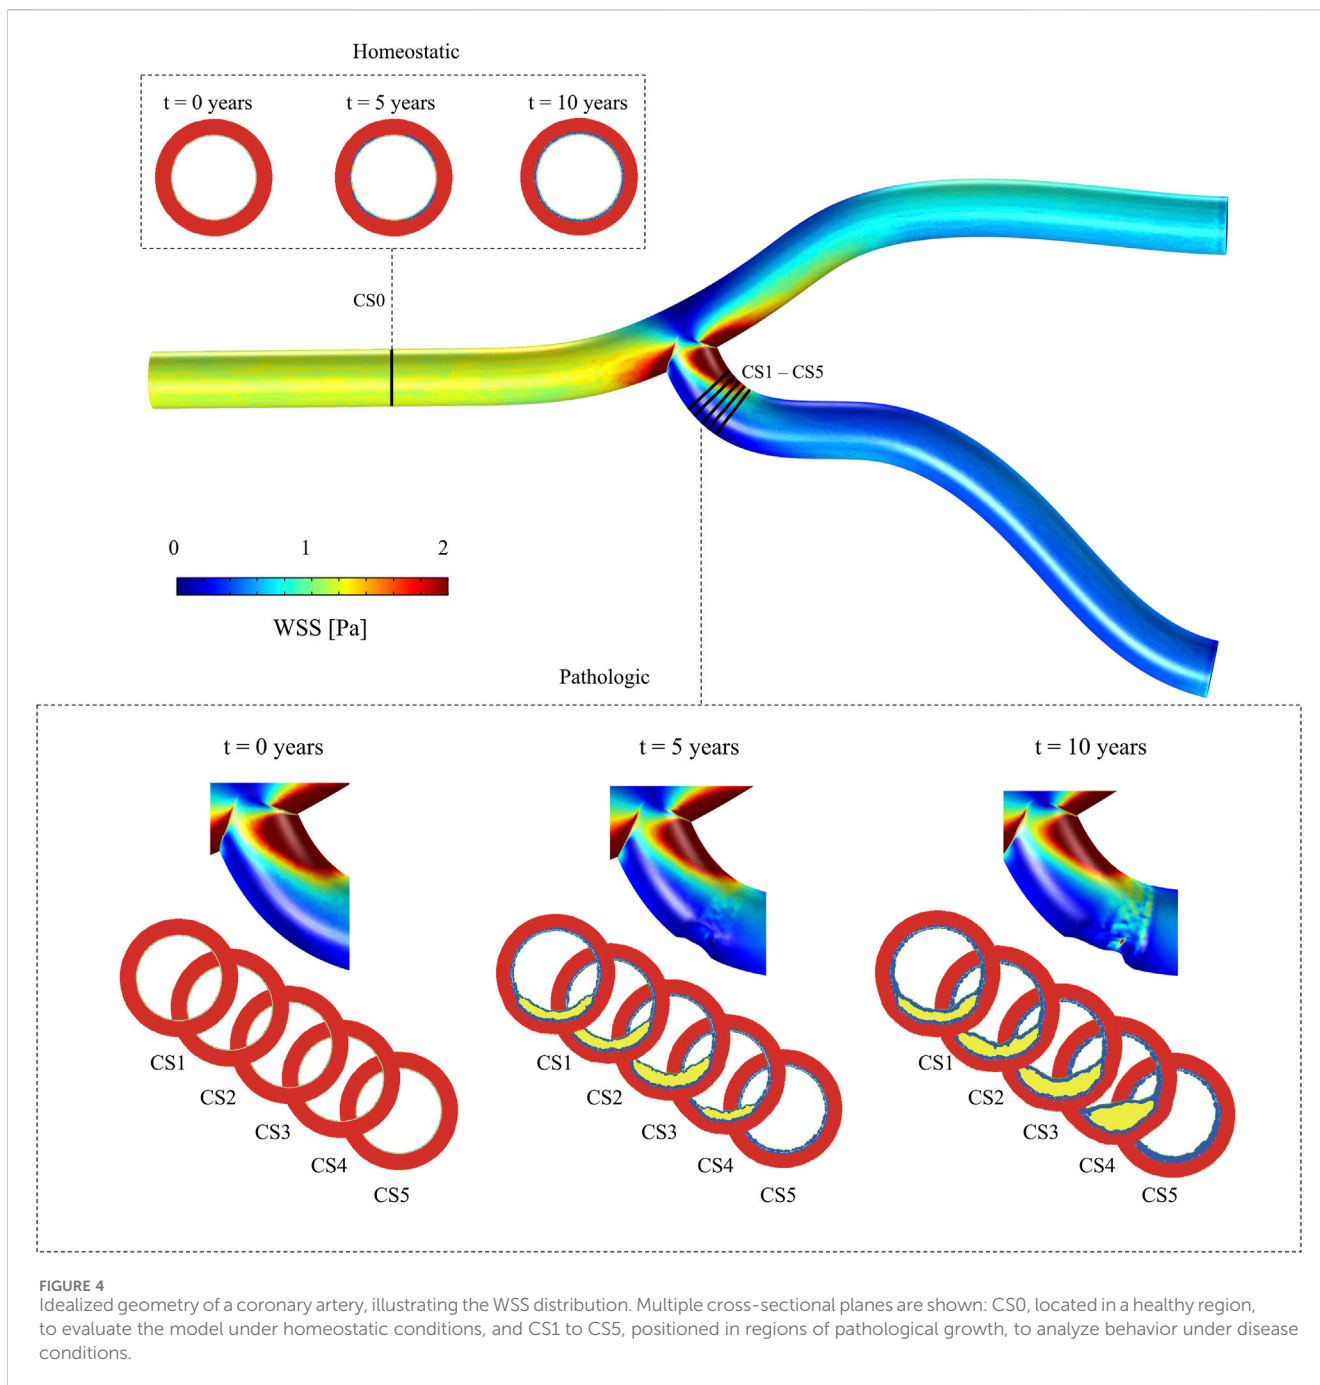 Homeostatic
t = 0 years
t = 5 years
t = 10 years
CS0
CS1 – CS5
0
1
2
WSS [Pa]
Pathologic
t = 0 years
t = 5 years
t = 10 years
CS1
CS2
CS3
CS4
CS5
CS1
CS2
CS3
CS4
CS5
CS1
CS2
CS3
CS4
CS5
FIGURE 4
Idealized geometry of a coronary artery, illustrating the WSS distribution. Multiple cross-sectional planes are shown: CS0, located in a healthy region,
to evaluate the model under homeostatic conditions, and CS1 to CS5, positioned in regions of pathological growth, to analyze behavior under disease
conditions.